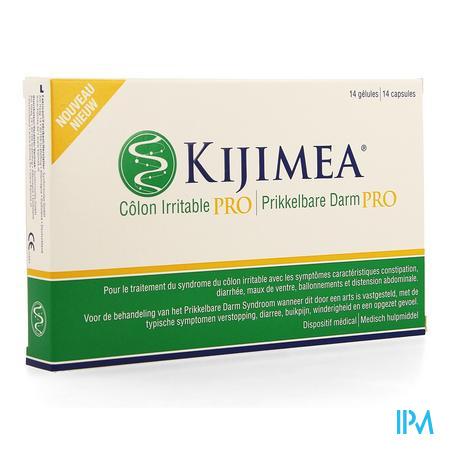 NOUVEAU
NIEUW
14 gélules | 14 capsules
KIJIMEA®
Côlon Irritable PRO | Prikkelbare Darm PRO
Pour le traitement du syndrome du côlon irritable avec les symptômes caractéristiques constipation,
diarrhée, maux de ventre, ballonnements et distension abdominale.
Voor de behandeling van het Prikkelbare Darm Syndroom wanneer dit door een arts is vastgesteld, met de
typische symptomen verstopping, diarree, buikpijn, winderigheid en een opgezet gevoel.
Dispositif médical | Medisch hulpmiddel
CE
IPM